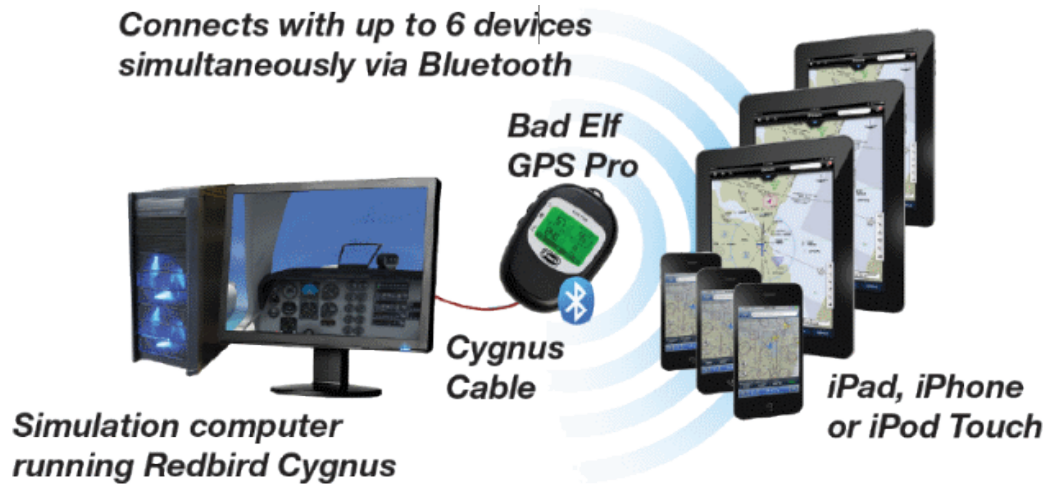 Connects with up to 6 devices
simultaneously via Bluetooth
Bad Elf
GPS Pro
Cygnus
Cable
iPad, iPhone
or iPod Touch
Simulation computer
running Redbird Cygnus